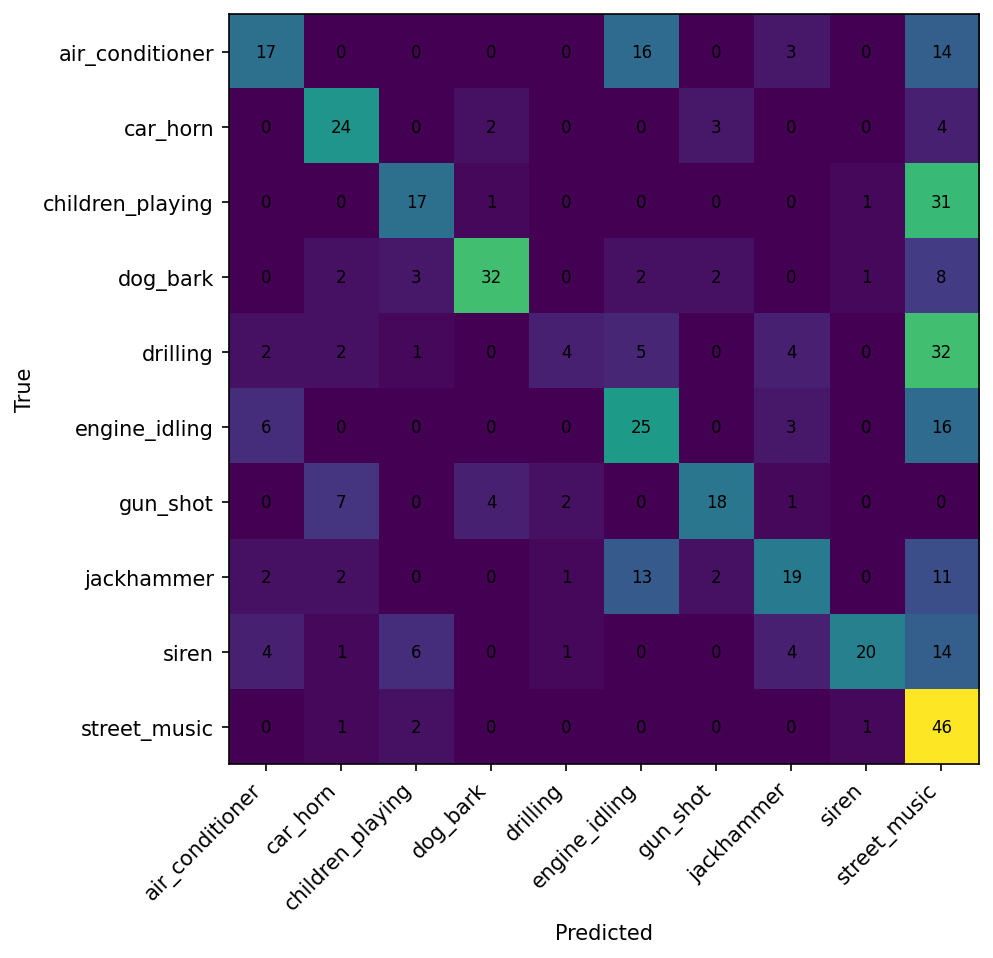 air_conditioner 17 0 0 0 0 16 0 3 0 14
car_horn 0 24 0 2 0 0 3 0 0 4
children_playing 0 0 17 1 0 0 0 0 1 31
dog_bark 0 2 3 32 0 2 2 0 1 8
drilling 2 2 1 0 4 5 0 4 0 32
engine_idling 6 0 0 0 0 25 0 3 0 16
gun_shot 0 7 0 4 2 0 18 1 0 0
jackhammer 2 2 0 0 1 13 2 19 0 11
siren 4 1 6 0 1 0 0 4 20 14
street_music 0 1 2 0 0 0 0 0 1 46
True
air_conditioner
car_horn
children_playing
dog_bark
drilling
engine_idling
gun_shot
jackhammer
siren
street_music
Predicted